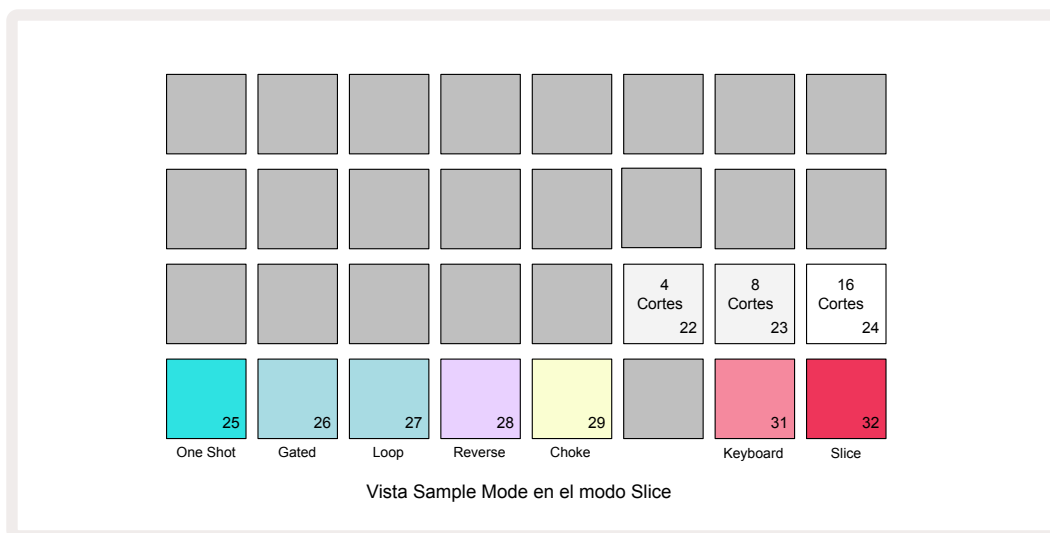 4 Cortes 22
8 Cortes 23
16 Cortes 24
25 26 27 28 29 31 32
One Shot Gated Loop Reverse Choke Keyboard Slice
Vista Sample Mode en el modo Slice